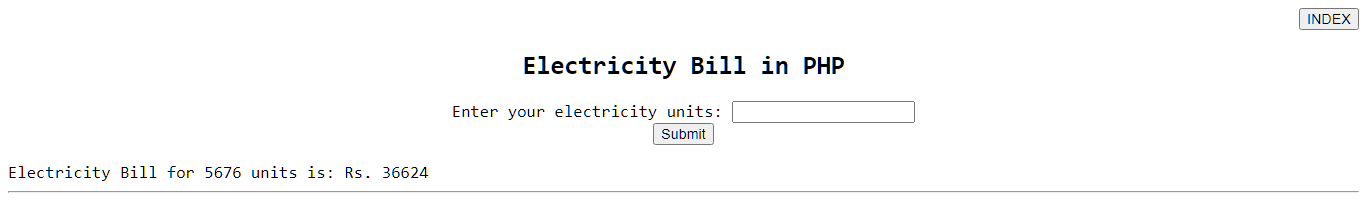 INDEX
Electricity Bill in PHP
Enter your electricity units:
Submit
Electricity Bill for 5676 units is: Rs. 36624